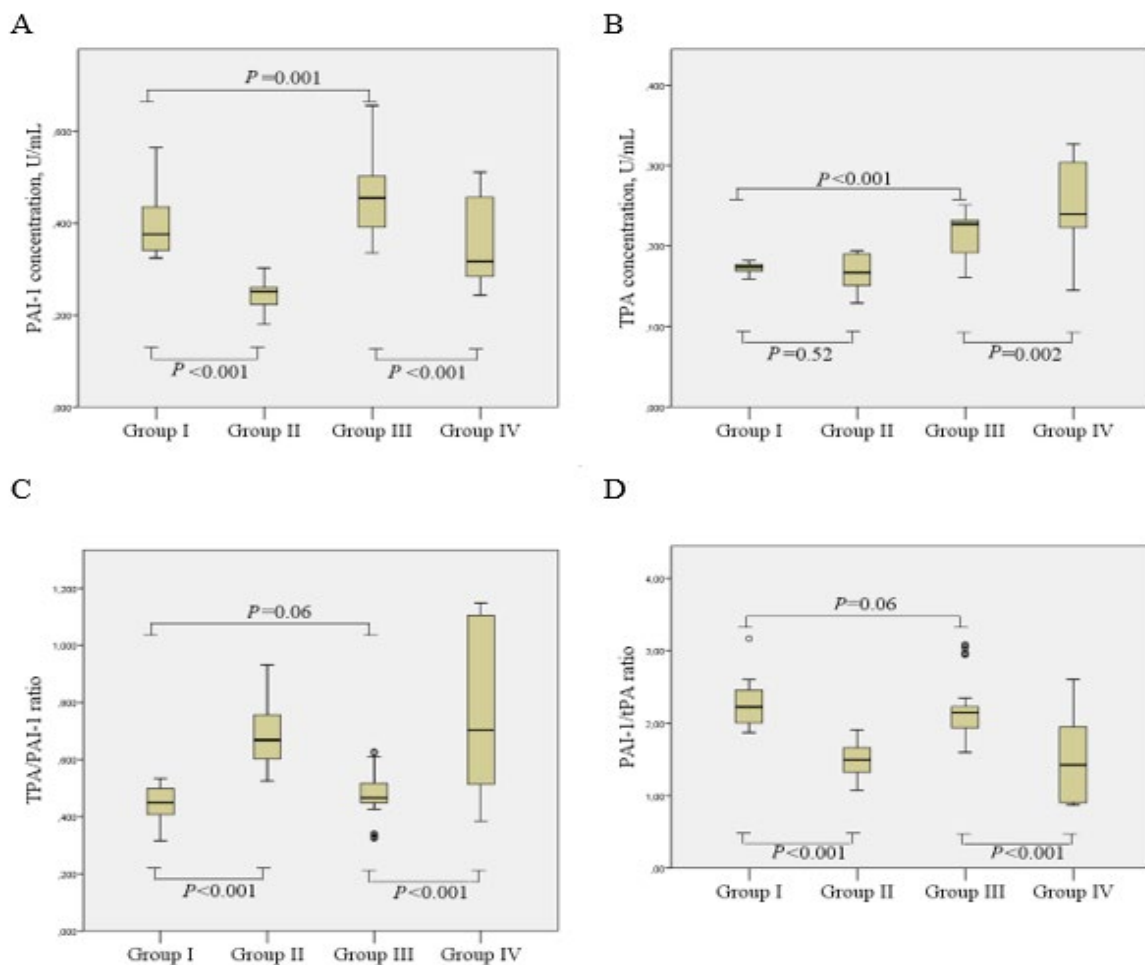 A
PAI-1 concentration, U/mL
,600
,400
,200
,000
P=0.001
P<0.001
P<0.001
Group I
Group II
Group III
Group IV
B
TPA concentration, U/mL
,400
,300
,200
,100
,000
P<0.001
P=0.52
P=0.002
Group I
Group II
Group III
Group IV
C
TPA/PAI-1 ratio
1,200
1,000
,800
,600
,400
,200
,000
P=0.06
P<0.001
P<0.001
Group I
Group II
Group III
Group IV
D
PAI-1/tPA ratio
4,00
3,00
2,00
1,00
,00
P=0.06
P<0.001
P<0.001
Group I
Group II
Group III
Group IV